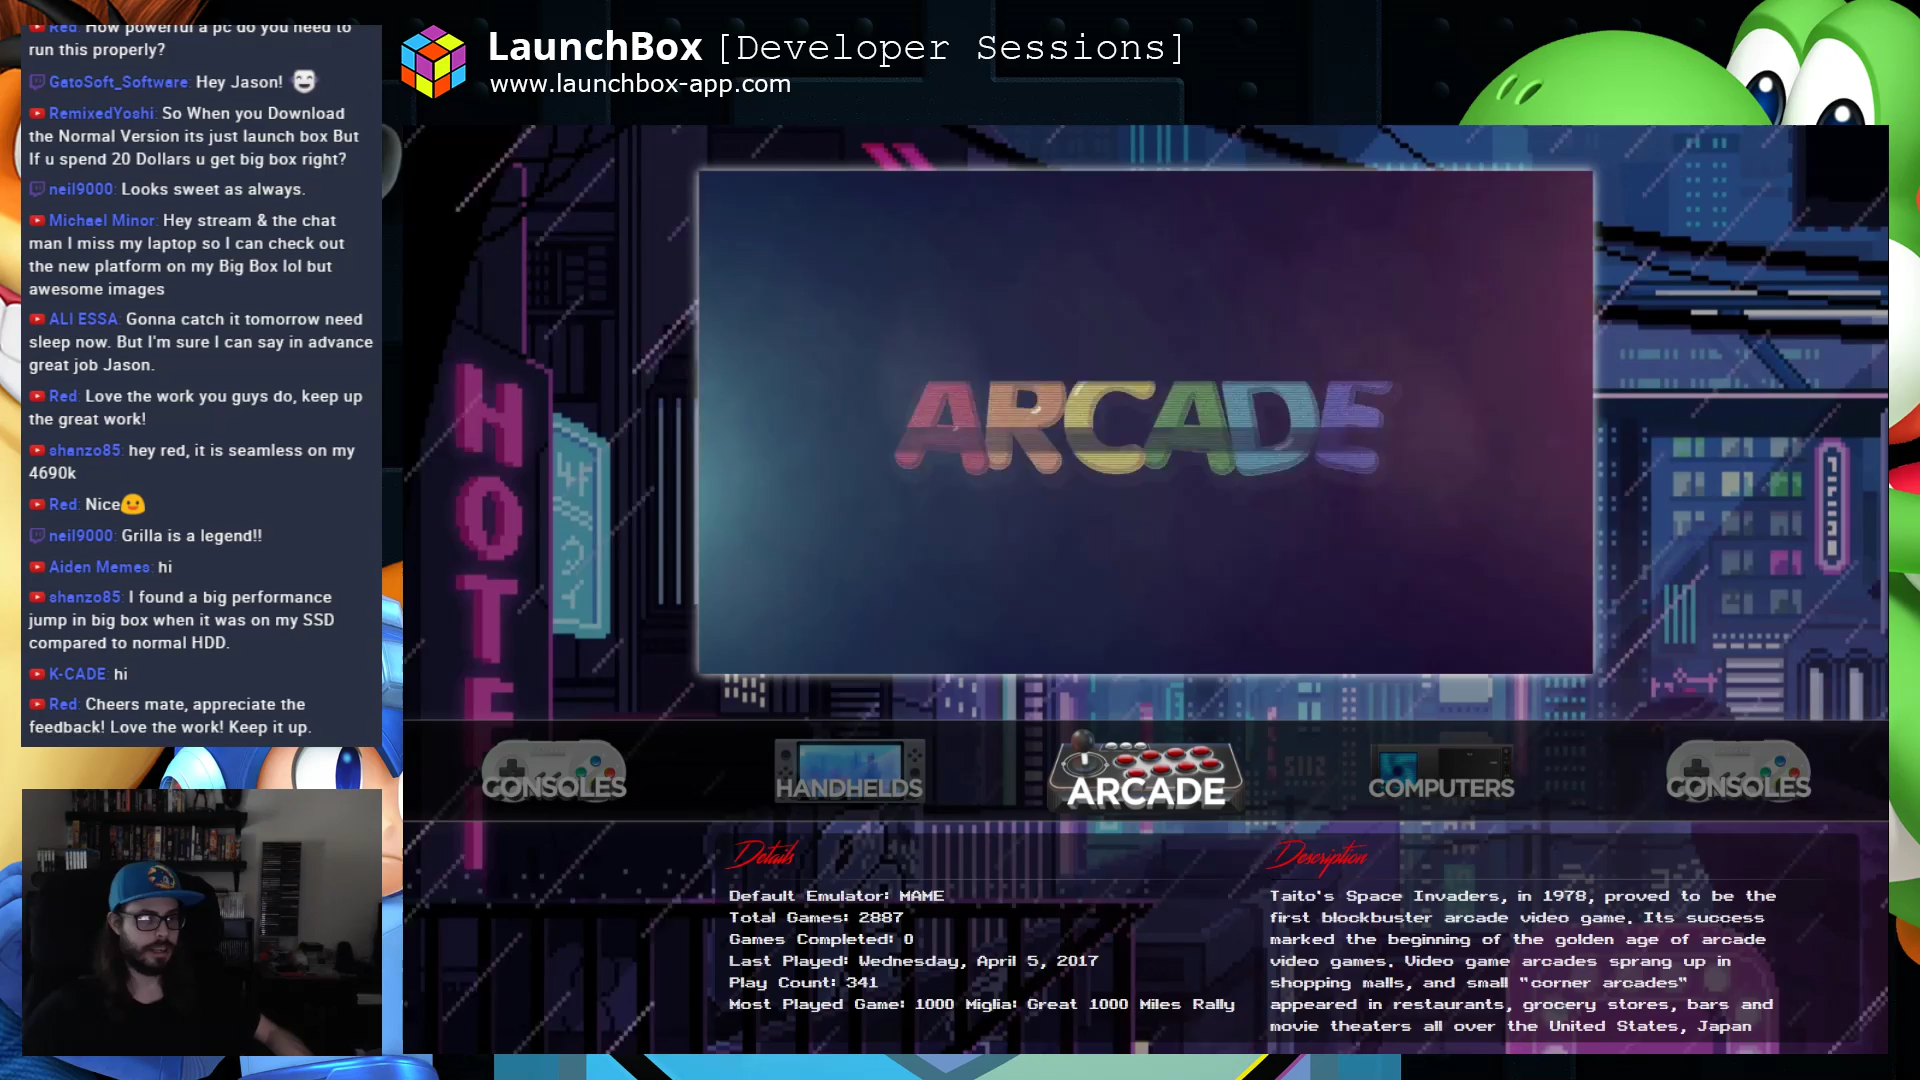 Red: How powerful a pc do you need to
run this properly?
GatoSoft_Software: Hey Jason!
RemixedYoshi: So When you Download
the Normal Version its just launch box But
If u spend 20 Dollars u get big box right?
neil9000: Looks sweet as always.
Michael Minor: Hey stream & the chat
man I miss my laptop so I can check out
the new platform on my Big Box lol but
awesome images
ALI ESSA: Gonna catch it tomorrow need
sleep now. But I'm sure I can say in advance
great job Jason.
Red: Love the work you guys do, keep up
the great work!
shanzo85: hey red, it is seamless on my
4690k
Red: Nice
neil9000: Grilla is a legend!!
Aiden Memes: hi
shanzo85: I found a big performance
jump in big box when it was on my SSD
compared to normal HDD.
K-CADE: hi
Red: Cheers mate, appreciate the
feedback! Love the work! Keep it up.
LaunchBox [Developer Sessions]
www.launchbox-app.com
HOTEL
ARCADE
CONSOLES
HANDHELDS
ARCADE
COMPUTERS
CONSOLES
Details
Default Emulator: MAME
Total Games: 2887
Games Completed: 0
Last Played: Wednesday, April 5, 2017
Play Count: 341
Most Played Game: 1000 Miglia: Great 1000 Miles Rally
Description
Taito's Space Invaders, in 1978, proved to be the
first blockbuster arcade video game. Its success
marked the beginning of the golden age of arcade
video games. Video game arcades sprang up in
shopping malls, and small "corner arcades"
appeared in restaurants, grocery stores, bars and
movie theaters all over the United States, Japan